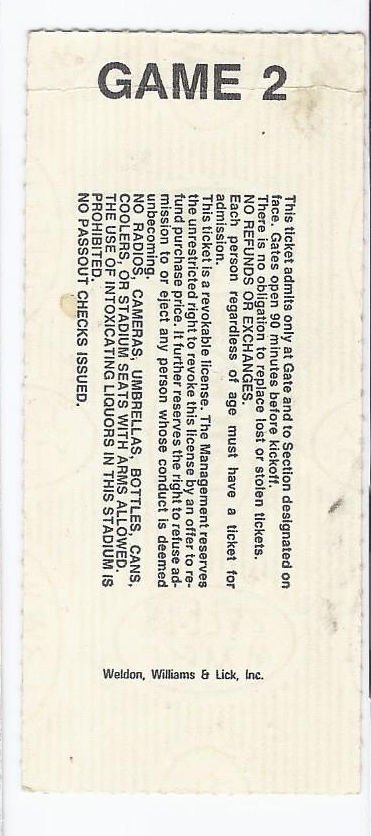 GAME 2
This ticket admits only at Gate and to Section designated on
face. Gates open 90 minutes before kickoff.
There is no obligation to replace lost or stolen tickets.
NO REFUNDS OR EXCHANGES.
Each person regardless of age must have a ticket for
admission.
This ticket is a revokable license. The Management reserves
the unrestricted right to revoke this license by an offer to re-
fund purchase price. It further reserves the right to refuse ad-
mission to or eject any person whose conduct is deemed
unbecoming.
NO RADIOS, CAMERAS, UMBRELLAS, BOTTLES, CANS,
COOLERS, OR STADIUM SEATS WITH ARMS ALLOWED.
THE USE OF INTOXICATING LIQUORS IN THIS STADIUM IS
PROHIBITED.
NO PASSOUT CHECKS ISSUED.
Weldon, Williams & Lick, Inc.